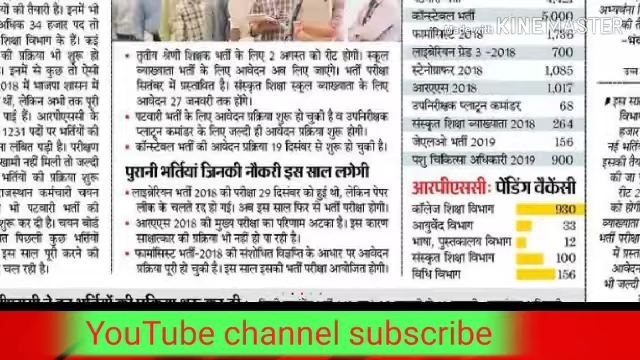 यों की तैयारी है। इनमें भी
अधिक 34 हजार पद तो
शिक्षा विभाग के हैं। कई
की प्रक्रिया भी शुरू हो
है। इनमें से कुछ तो ऐसी
2018 में भाजपा शासन में
थीं, लेकिन अभी तक पूरी
पाई हैं। आरपीएससी के
1231 पदों पर भर्तियों की
ना लंबित पड़ी है। परीक्षण
खामी नहीं मिली तो जल्दी
भर्तियों की प्रक्रिया शुरू
राजस्थान कर्मचारी चयन
भी पटवारी भर्ती की
शुरू कर दी है। चयन बोर्ड
पिछली कुछ भर्तियों
इस साल पूरी करने की
चल रही है।
• तृतीय श्रेणी शिक्षक भर्ती के लिए 2 अगस्त को रीट होगी। स्कूल
व्याख्याता भर्ती के लिए आवेदन अब लिए जाएंगे। भर्ती परीक्षा
सितंबर में प्रस्तावित है। संस्कृत शिक्षा स्कूल व्याख्याता के लिए
आवेदन 27 जनवरी तक होंगे।
• पटवारी भर्ती के लिए आवेदन प्रक्रिया शुरू हो चुकी है व उपनिरीक्षक
प्लाटून कमांडर के लिए जल्दी ही आवेदन प्रक्रिया शुरू होगी।
• कॉन्स्टेबल भर्ती की आवेदन प्रक्रिया 19 दिसंबर से शुरू हो चुकी है।
पुरानी भर्तियां जिनकी नौकरी इस साल लगेगी
• लाइब्रेरियन भर्ती 2018 की परीक्षा 29 दिसंबर को हुई थी, लेकिन पेपर
लीक के चलते रद्द हो गई। अब इस साल फिर से भर्ती परीक्षा होगी।
• आरएएस 2018 की मुख्य परीक्षा का परिणाम अटका है। इस कारण
साक्षात्कार की प्रक्रिया भी नहीं हो पा रही है।
• फार्मासिस्ट भर्ती-2018 की संशोधित विज्ञप्ति के आधार पर आवेदन
प्रक्रिया पूरी हो चुकी है। इस साल इसकी भर्ती परीक्षा आयोजित होगी।
कॉन्स्टेबल भर्ती 5,000
फार्मासिस्ट 2018 1,736
लाइब्रेरियन ग्रेड 3 -2018 700
स्टेनोग्राफर 2018 1,085
आरएएस 2018 1,017
उपनिरीक्षक प्लाटून कमांडर 68
संस्कृत शिक्षा व्याख्याता 2018 264
जेएलओ भर्ती 2019 156
पशु चिकित्सा अधिकारी 2019 900
आरपीएससी: पेंडिंग वैकेंसी
कॉलेज शिक्षा विभाग 930
आयुर्वेद विभाग 33
भाषा, पुस्तकालय विभाग 12
संस्कृत शिक्षा विभाग 100
विधि विभाग 156
KINEMASTER
YouTube channel subscribe